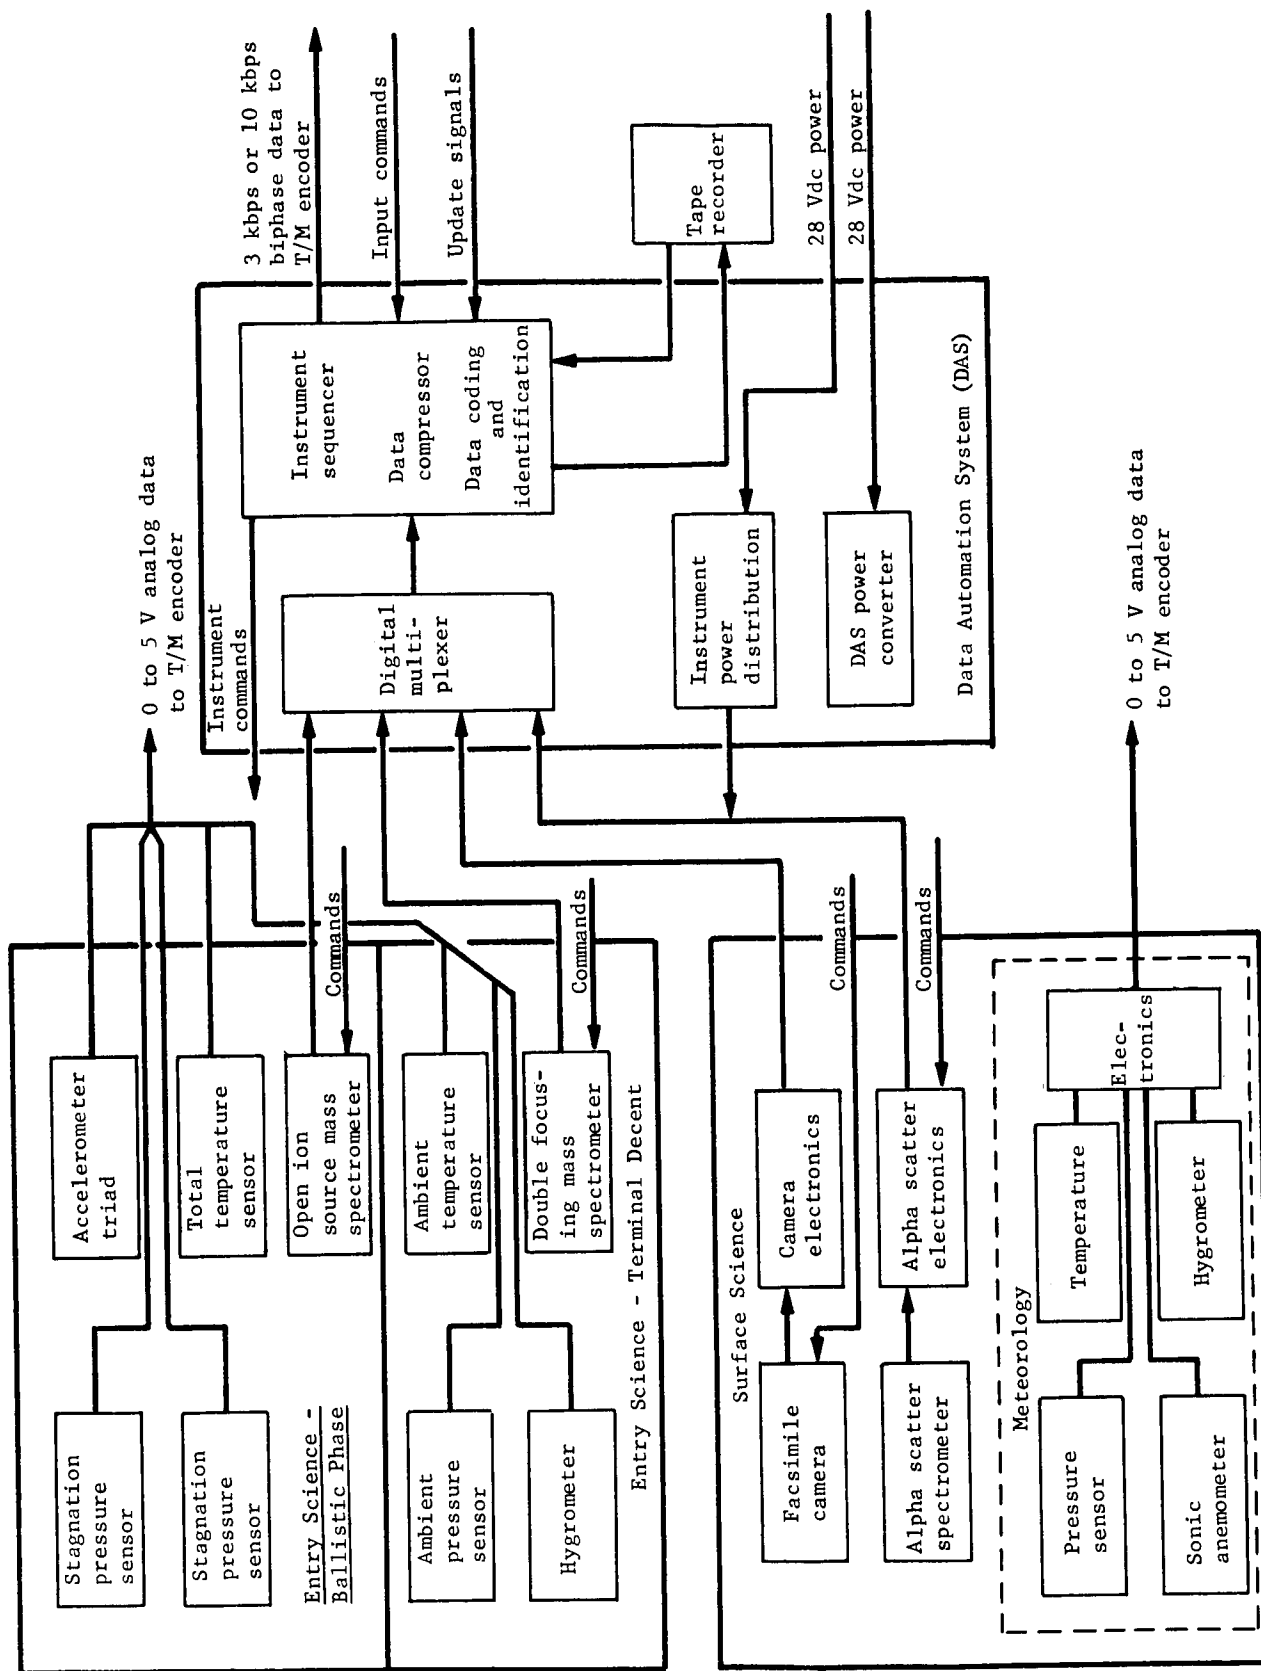 Stagnation
pressure
sensor
Stagnation
pressure
sensor
Entry Science -
Ballistic Phase
Accelerometer
triad
Total
temperature
sensor
Open ion
source mass
spectrometer
Commands
Ambient
pressure
sensor
Hygrometer
Ambient
temperature
sensor
Double focus-
ing mass
spectrometer
Commands
Entry Science - Terminal Decent
0 to 5 V analog data
to T/M encoder
Instrument
commands
Digital
multi-
plexer
Instrument
sequencer
Data
compressor
Data coding
and
identification
3 kbps or 10 kbps
biphase data to
T/M encoder
Input commands
Update signals
Tape
recorder
Instrument
power
distribution
DAS power
converter
28 Vdc power
28 Vdc power
Data Automation System (DAS)
Surface Science
Facsimile
camera
Camera
electronics
Commands
Alpha scatter
spectrometer
Alpha scatter
electronics
Commands
Meteorology
Pressure
sensor
Sonic
anemometer
Temperature
Hygrometer
Elec-
tronics
0 to 5 V analog data
to T/M encoder